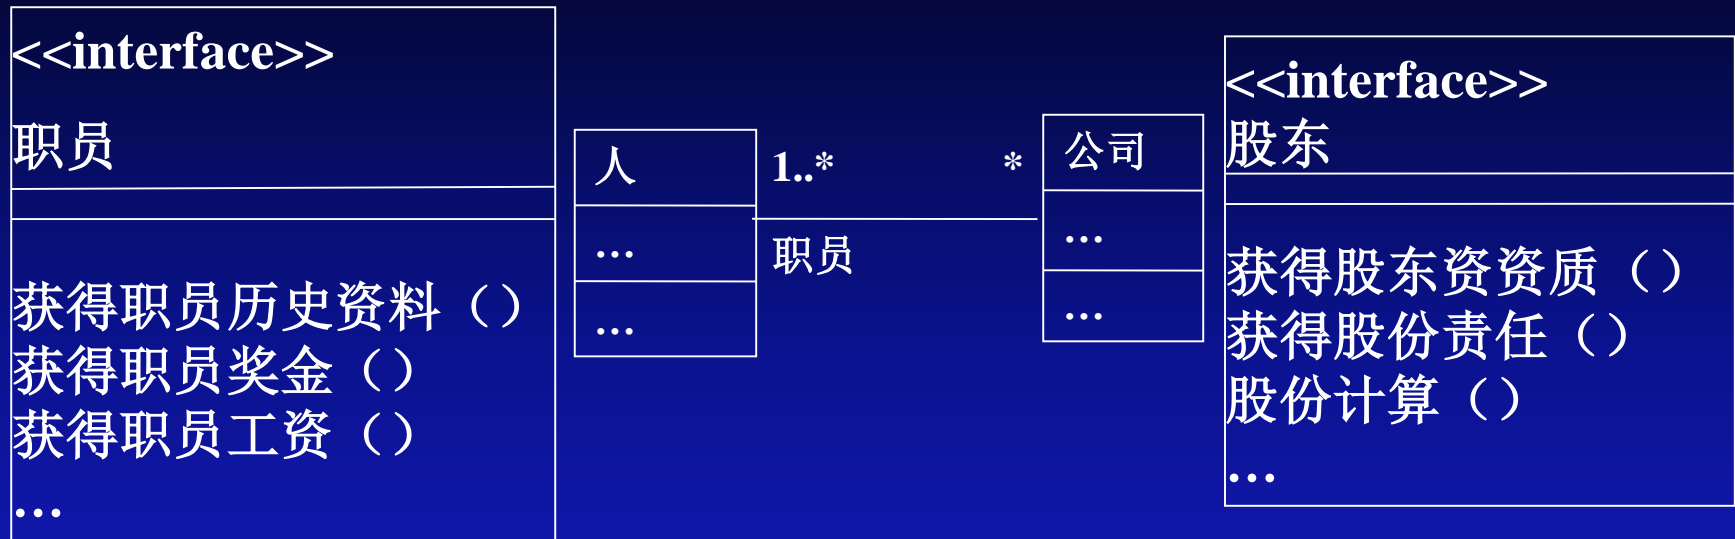 <<interface>>
职员
获得职员历史资料（）
获得职员奖金（）
获得职员工资（）
…
人
…
…
1..*
*
职员
公司
…
…
<<interface>>
股东
获得股东资资质（）
获得股份责任（）
股份计算（）
…